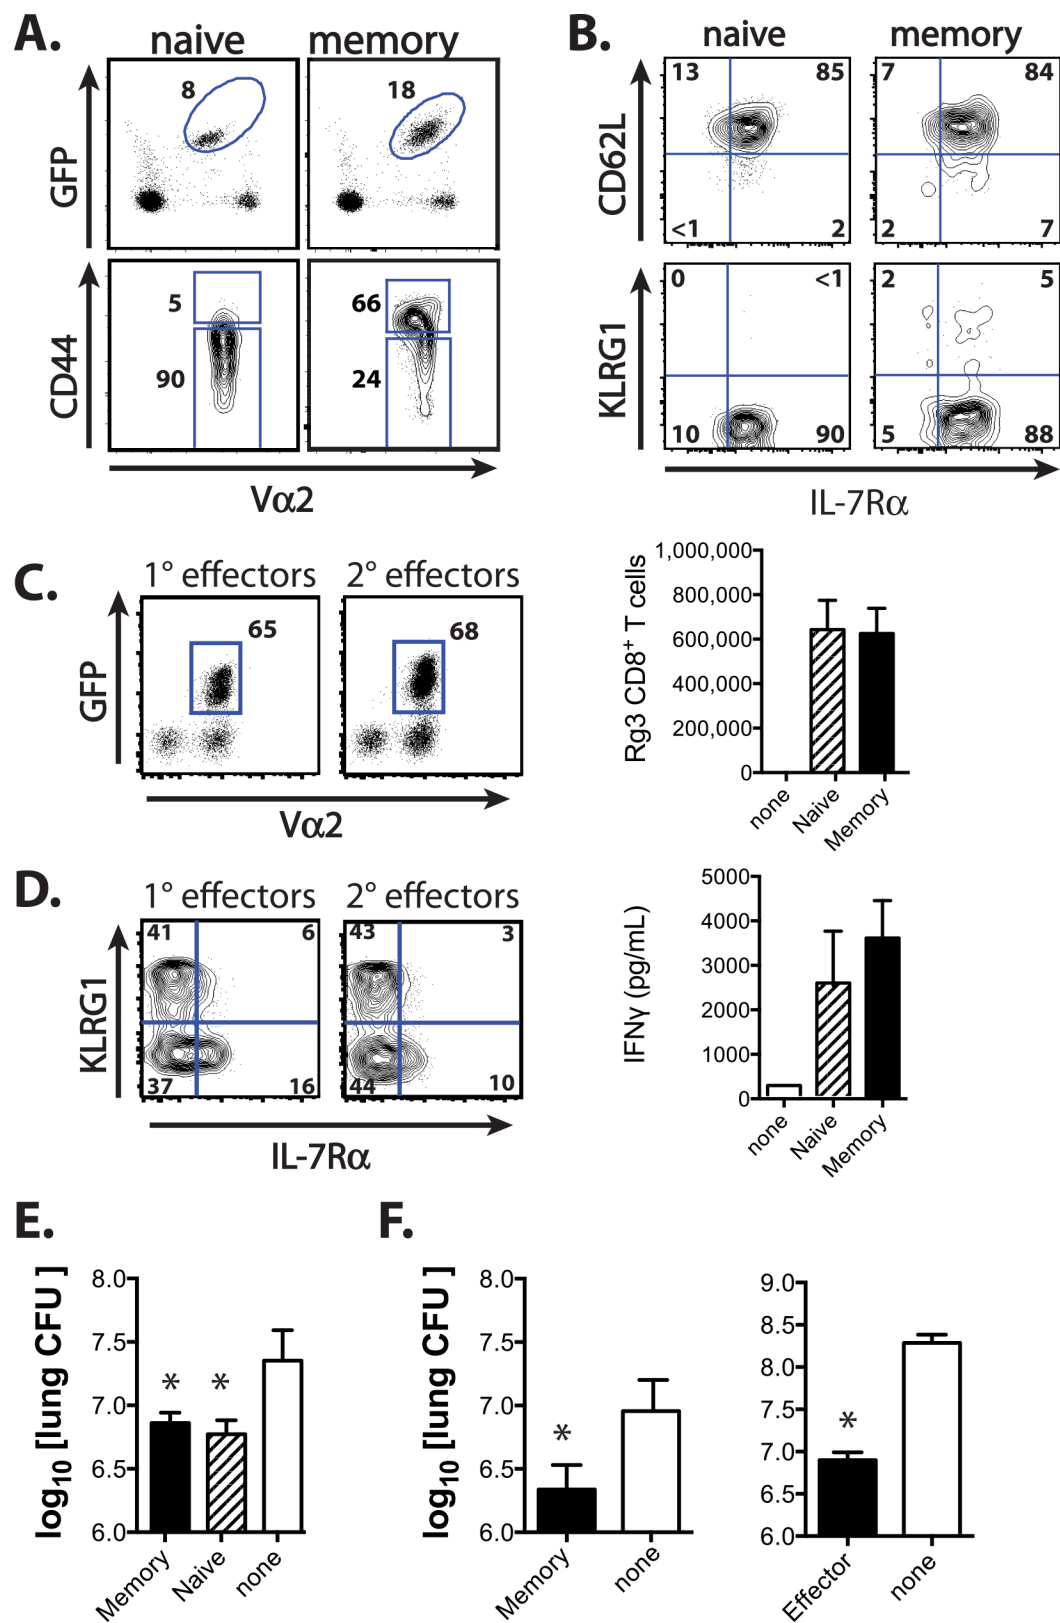 A.
naive
memory
GFP
8
18
CD44
5
90
66
24
Vα2
B.
naive
memory
CD62L
13
85
<1
2
7
84
2
7
KLRG1
0
<1
10
90
2
5
5
88
IL-7Rα
C.
1° effectors
2° effectors
GFP
65
68
Vα2
Rg3 CD8+ T cells
1,000,000
800,000
600,000
400,000
200,000
0
none
Naive
Memory
D.
1° effectors
2° effectors
KLRG1
41
6
37
16
43
3
44
10
IL-7Rα
IFNγ (pg/mL)
5000
4000
3000
2000
1000
0
none
Naive
Memory
E.
log10 [lung CFU ]
8.0
7.5
7.0
6.5
6.0
*
*
Memory
Naive
none
F.
log10 [lung CFU ]
8.0
7.5
7.0
6.5
6.0
*
Memory
none
9.0
8.5
8.0
7.5
7.0
6.5
6.0
*
Effector
none